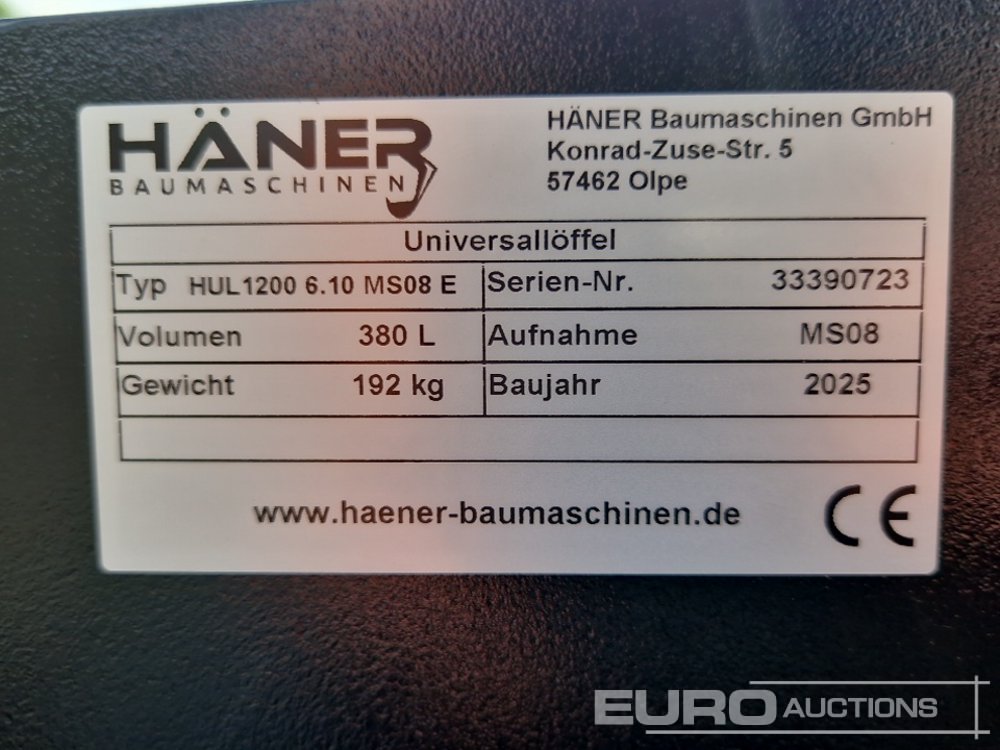 HÄNER
BAUMASCHINEN
HÄNER Baumaschinen GmbH
Konrad-Zuse-Str. 5
57462 Olpe
Universallöffel
Typ HUL1200 6.10 MS08 E Serien-Nr. 33390723
Volumen 380 L Aufnahme MS08
Gewicht 192 kg Baujahr 2025
www.haener-baumaschinen.de CE
EURO AUCTIONS